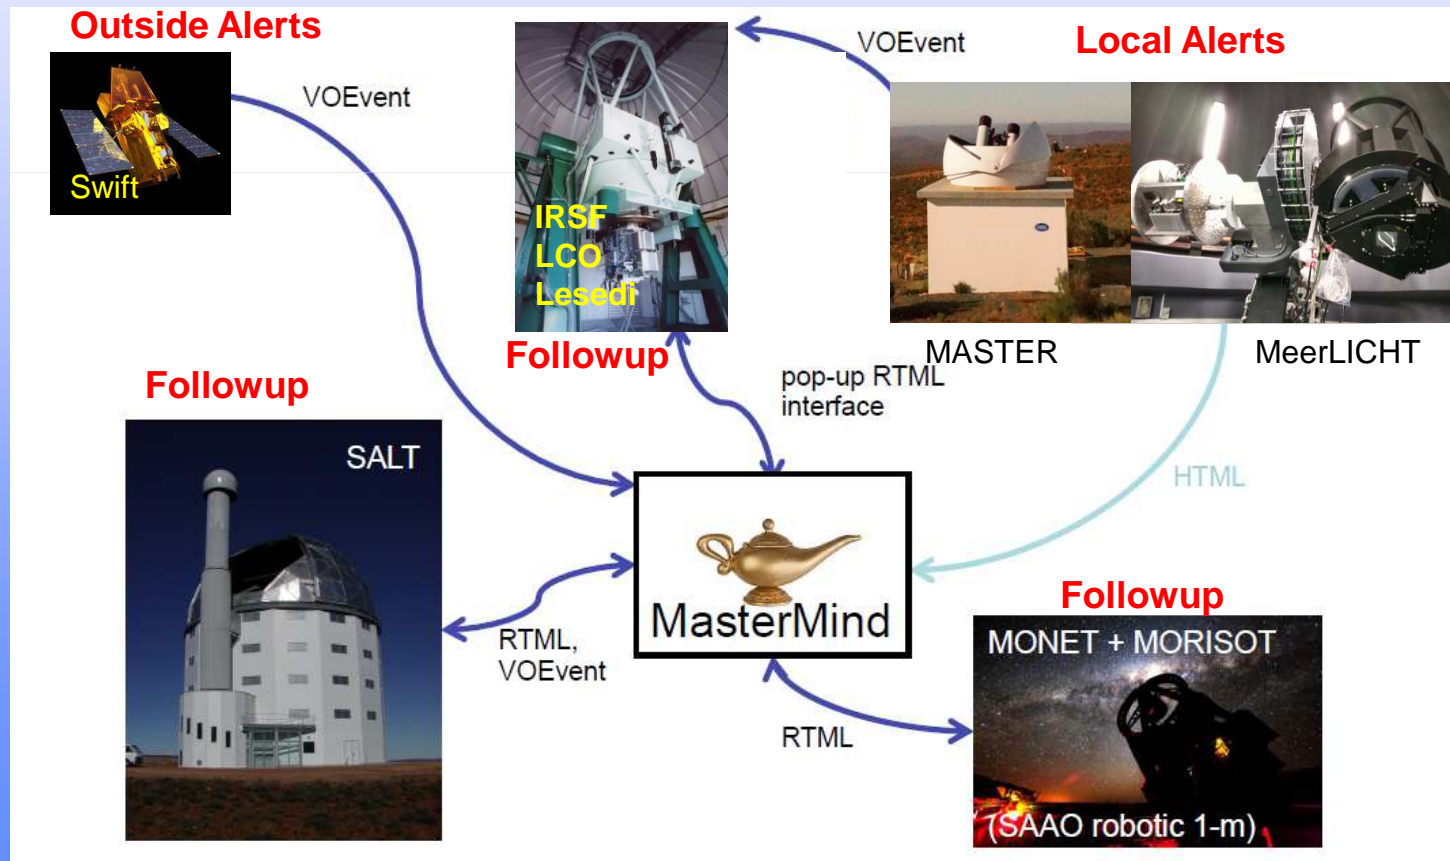 Outside Alerts
VOEvent
Swift
IRSF
LCO
Lesedi
Followup
VOEvent
Local Alerts
MASTER
MeerLICHT
pop-up RTML
interface
HTML
Followup
SALT
MasterMind
RTML,
VOEvent
RTML
Followup
MONET + MORISOT
(SAAO robotic 1-m)